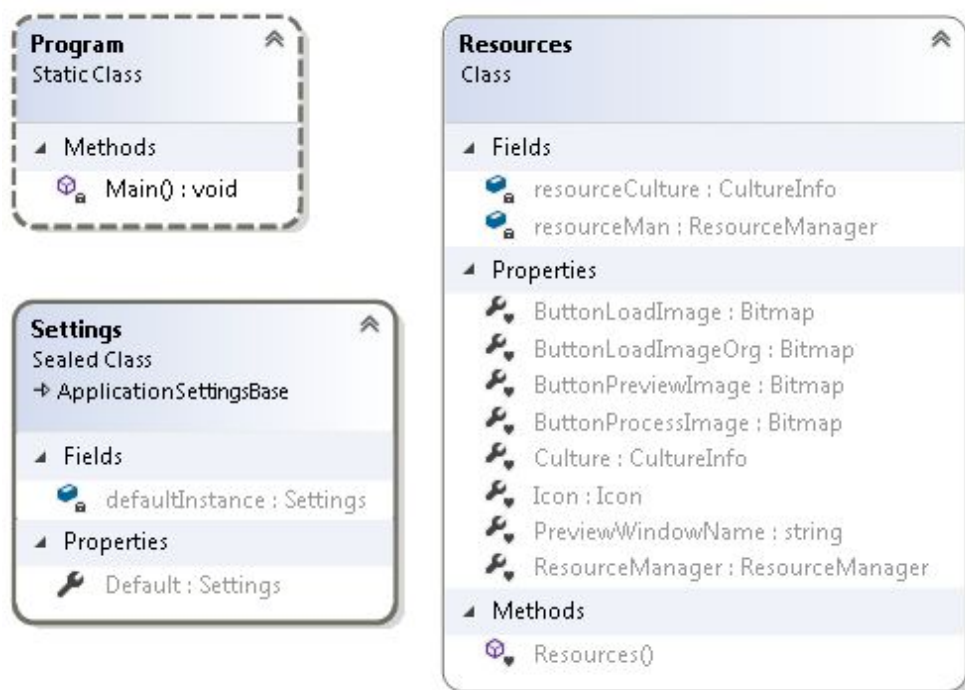 Program
Static Class
Methods
Main() : void
Settings
Sealed Class
ApplicationSettingsBase
Fields
defaultInstance : Settings
Properties
Default : Settings
Resources
Class
Fields
resourceCulture : CultureInfo
resourceMan : ResourceManager
Properties
ButtonLoadImage : Bitmap
ButtonLoadImageOrg : Bitmap
ButtonPreviewImage : Bitmap
ButtonProcessImage : Bitmap
Culture : CultureInfo
Icon : Icon
PreviewWindowName : string
ResourceManager : ResourceManager
Methods
Resources()